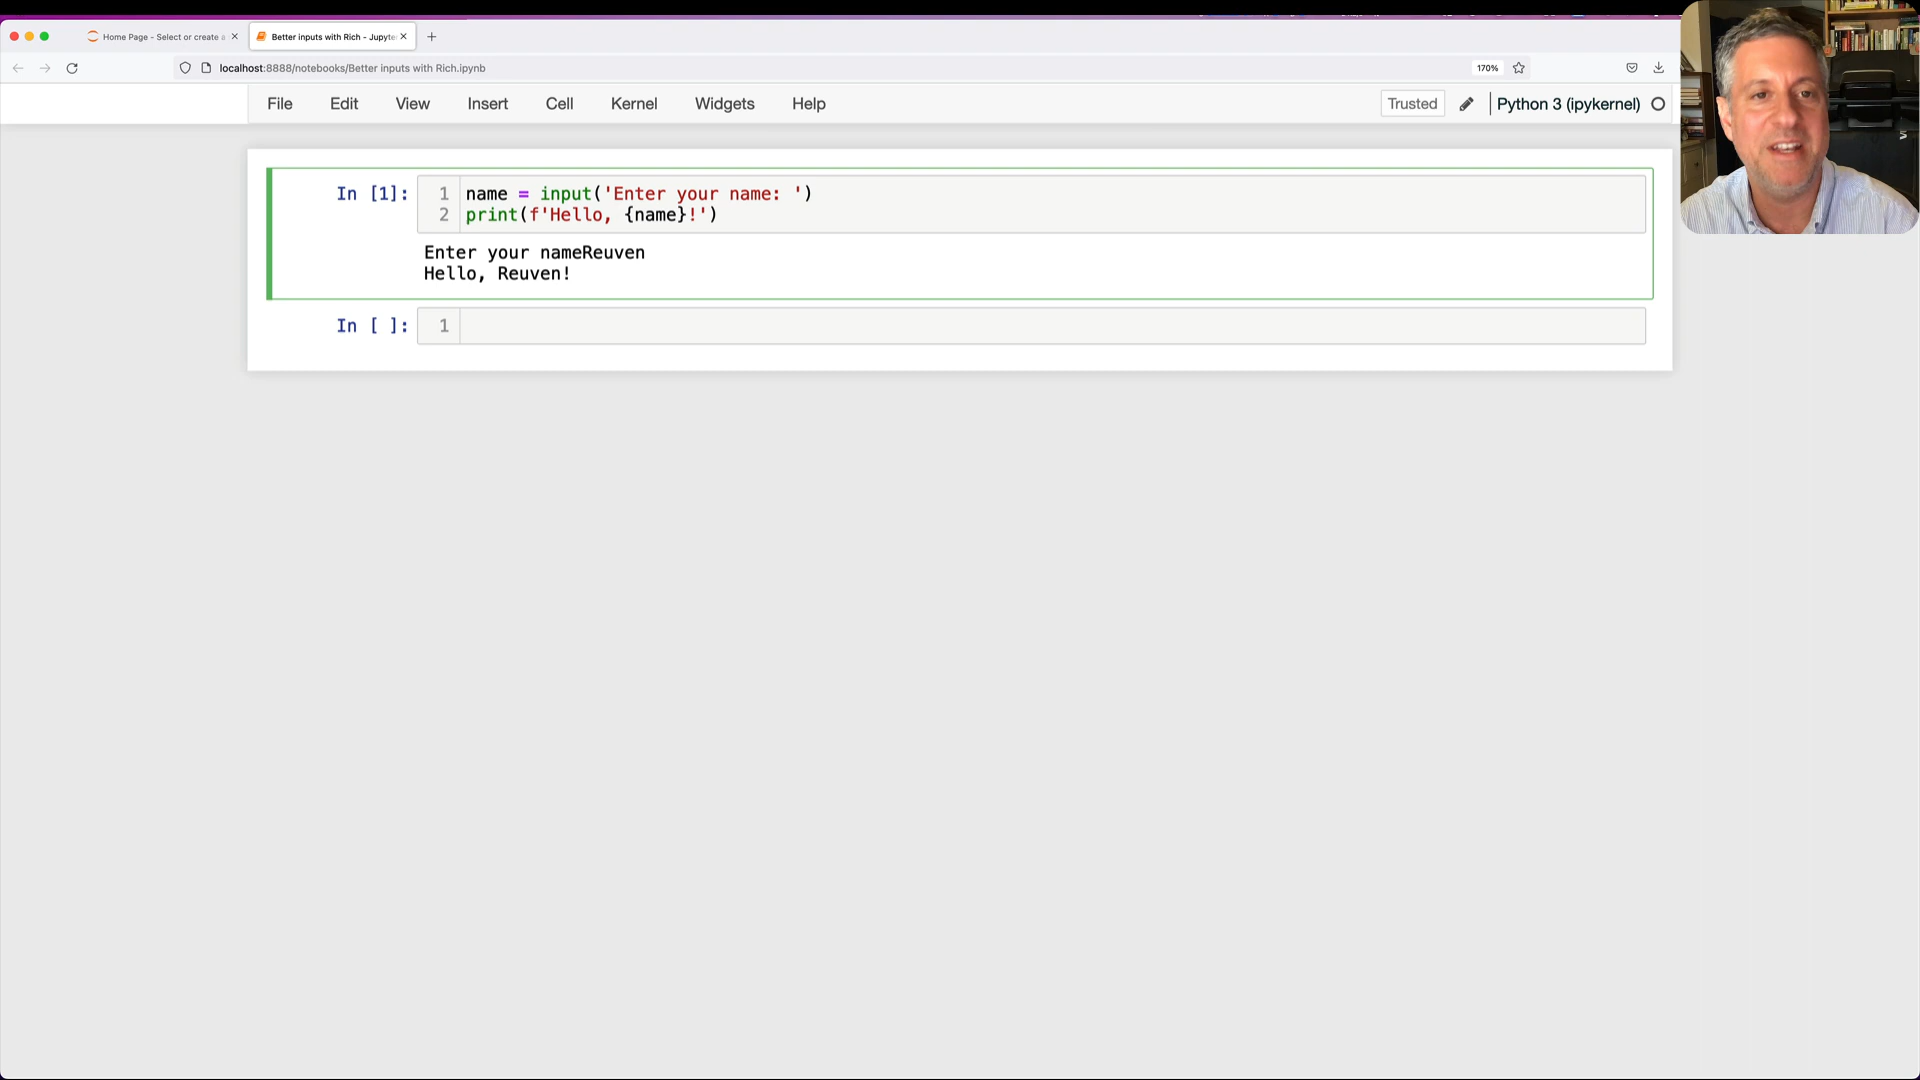 Home Page - Select or create a
Better inputs with Rich - Jupyte
localhost:8888/notebooks/Better inputs with Rich.ipynb
170%
File Edit View Insert Cell Kernel Widgets Help
Trusted
Python 3 (ipykernel)
In [1]:
1 name = input('Enter your name: ')
2 print(f'Hello, {name}!')
Enter your nameReuven
Hello, Reuven!
In [ ]:
1